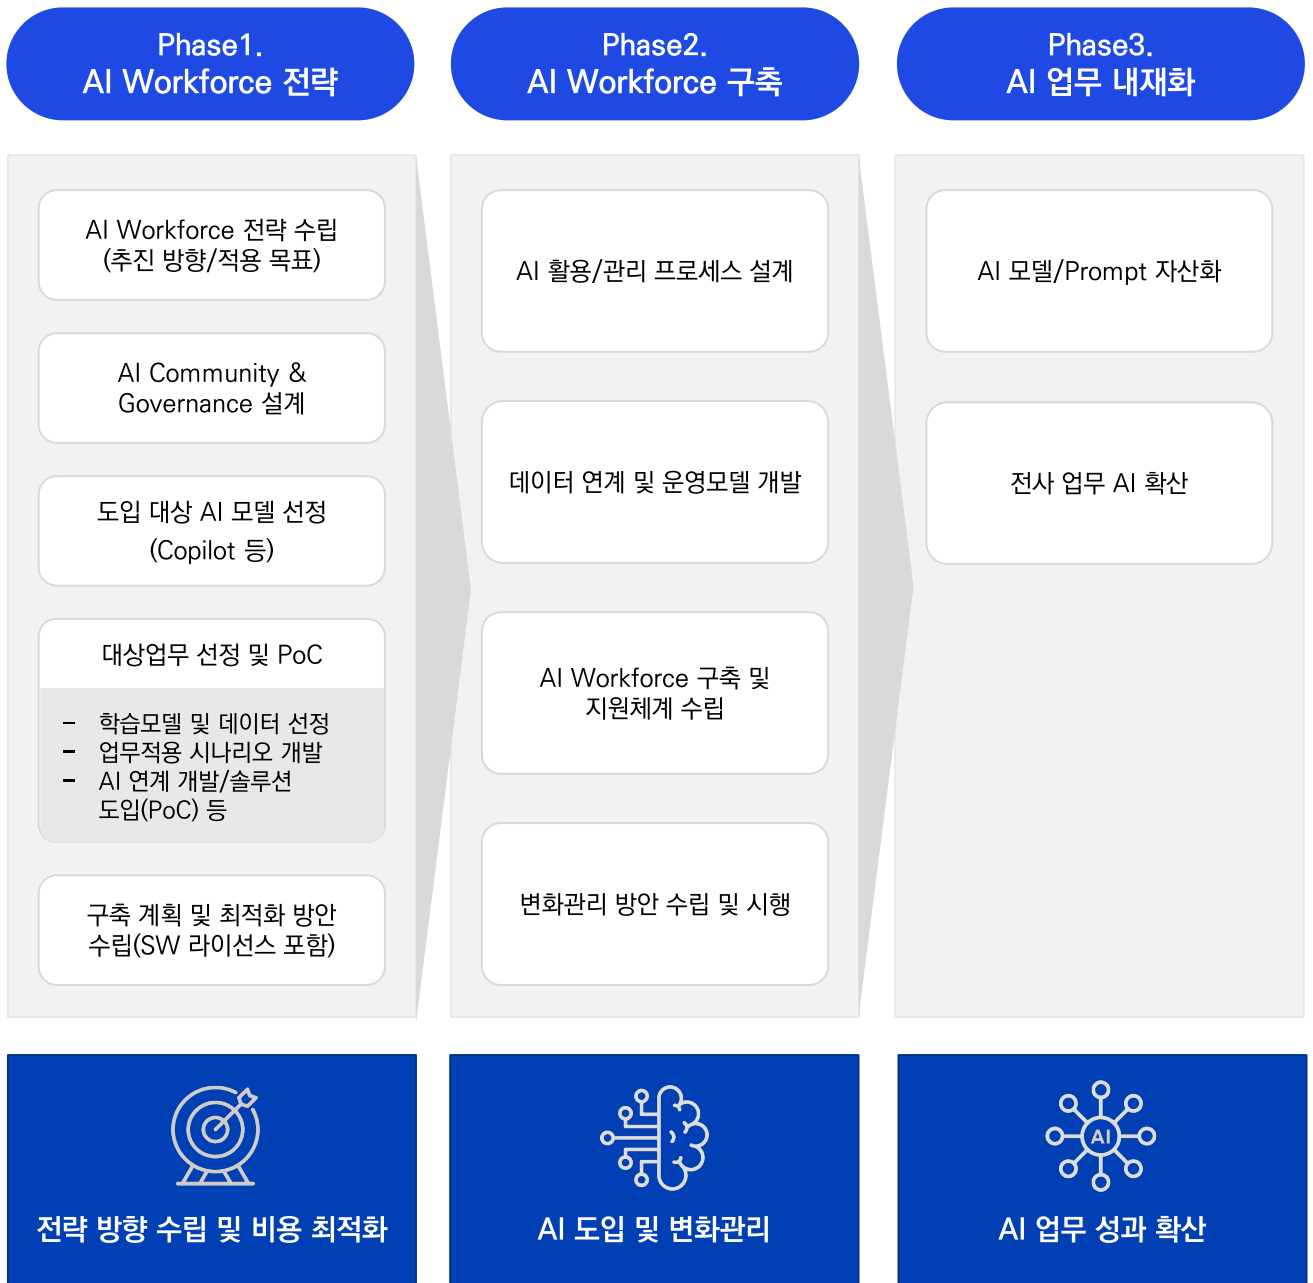 Phase1.
AI Workforce 전략
AI Workforce 전략 수립
(추진 방향/적용 목표)
AI Community &
Governance 설계
도입 대상 AI 모델 선정
(Copilot 등)
대상업무 선정 및 PoC
- 학습모델 및 데이터 선정
- 업무적용 시나리오 개발
- AI 연계 개발/솔루션
도입(PoC) 등
구축 계획 및 최적화 방안
수립(SW 라이선스 포함)
전략 방향 수립 및 비용 최적화
Phase2.
AI Workforce 구축
AI 활용/관리 프로세스 설계
데이터 연계 및 운영모델 개발
AI Workforce 구축 및
지원체계 수립
변화관리 방안 수립 및 시행
AI 도입 및 변화관리
Phase3.
AI 업무 내재화
AI 모델/Prompt 자산화
전사 업무 AI 확산
AI
AI 업무 성과 확산